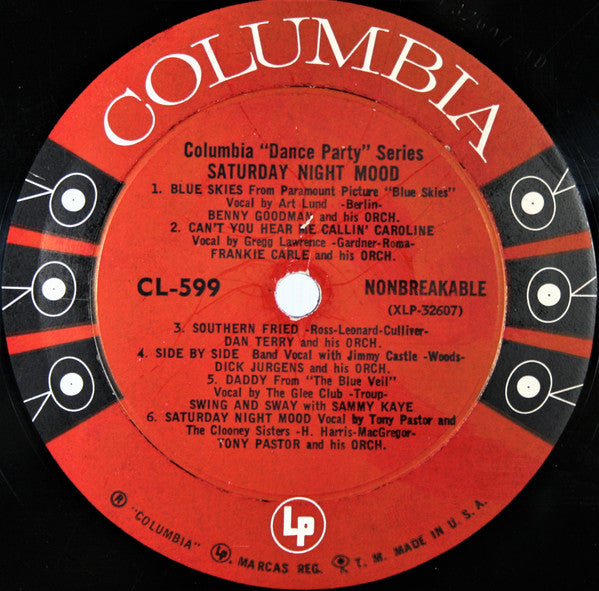 COLUMBIA
Columbia "Dance Party" Series
SATURDAY NIGHT MOOD
1. BLUE SKIES From Paramount Picture "Blue Skies"
Vocal by Art Lund -Berlin-
BENNY GOODMAN and his ORCH.
2. CAN'T YOU HEAR ME CALLIN' CAROLINE
Vocal by Gregg Lawrence -Gardner-Roma-
FRANKIE CARLE and his ORCH.
CL-599
NONBREAKABLE
(XLP-32607)
3. SOUTHERN FRIED -Ross-Leonard-Culliver-
DAN TERRY and his ORCH.
4. SIDE BY SIDE Band Vocal with Jimmy Castle -Woods-
DICK JURGENS and his ORCH.
5. DADDY From "The Blue Veil"
Vocal by The Glee Club -Troup-
SWING AND SWAY with SAMMY KAYE
6. SATURDAY NIGHT MOOD Vocal by Tony Pastor and
The Clooney Sisters -H. Harris-MacGregor-
TONY PASTOR and his ORCH.
Lp
® "COLUMBIA" Lp. MARCAS REG. T. M. MADE IN U. S. A.